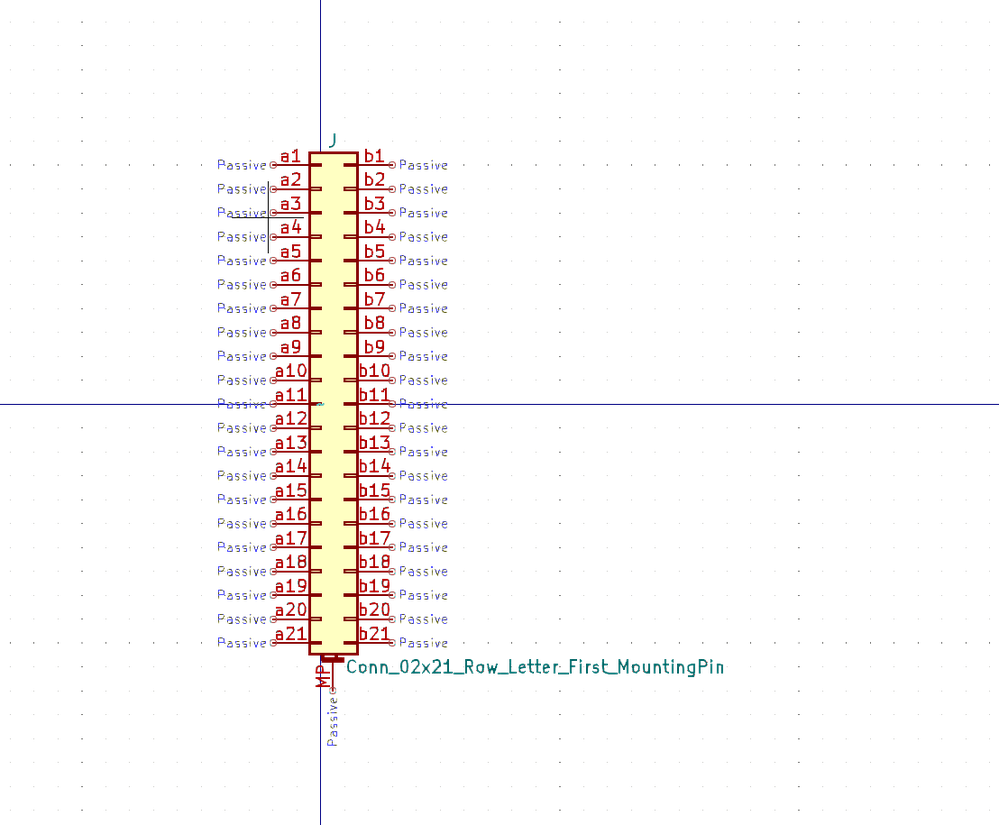 J
Passive a1 b1 Passive
Passive a2 b2 Passive
Passive a3 b3 Passive
Passive a4 b4 Passive
Passive a5 b5 Passive
Passive a6 b6 Passive
Passive a7 b7 Passive
Passive a8 b8 Passive
Passive a9 b9 Passive
Passive a10 b10 Passive
Passive a11 b11 Passive
Passive a12 b12 Passive
Passive a13 b13 Passive
Passive a14 b14 Passive
Passive a15 b15 Passive
Passive a16 b16 Passive
Passive a17 b17 Passive
Passive a18 b18 Passive
Passive a19 b19 Passive
Passive a20 b20 Passive
Passive a21 b21 Passive
Conn_02x21_Row_Letter_First_MountingPin
MP
Passive